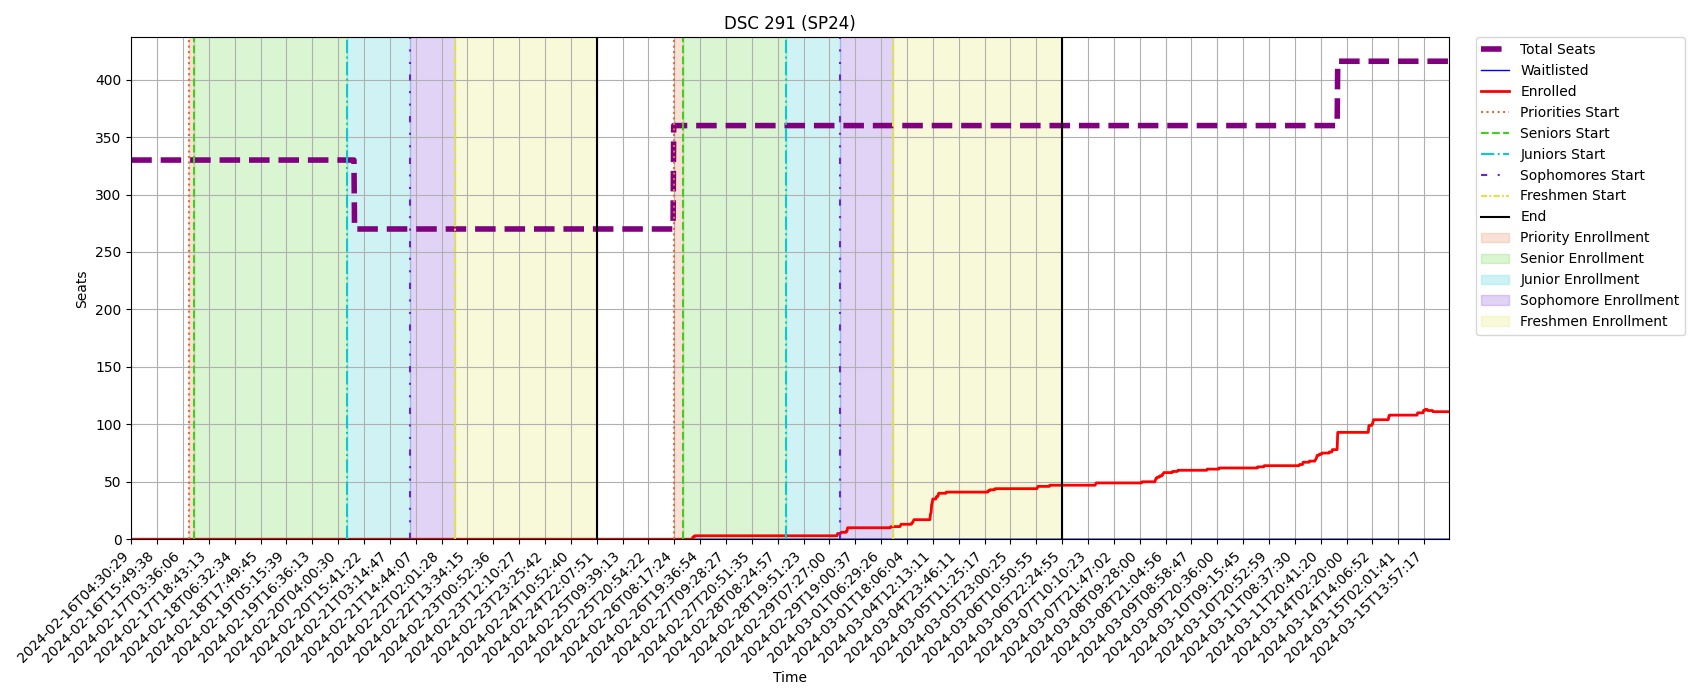 DSC 291 (SP24)
Seats
400
350
300
250
200
150
100
50
0
2024-02-16T04:30:29
2024-02-16T15:49:38
2024-02-17T03:36:06
2024-02-17T18:43:13
2024-02-18T06:32:34
2024-02-18T17:49:45
2024-02-19T05:15:39
2024-02-19T16:36:13
2024-02-20T04:00:30
2024-02-20T15:41:22
2024-02-21T03:14:47
2024-02-21T14:44:07
2024-02-22T02:01:28
2024-02-22T13:34:15
2024-02-23T00:52:36
2024-02-23T12:10:27
2024-02-23T23:25:42
2024-02-24T10:52:40
2024-02-24T22:07:51
2024-02-25T09:39:13
2024-02-25T20:54:22
2024-02-26T08:17:24
2024-02-26T19:36:54
2024-02-27T09:28:27
2024-02-27T20:51:35
2024-02-28T08:24:57
2024-02-28T19:51:23
2024-02-29T07:27:00
2024-02-29T19:00:37
2024-03-01T06:29:26
2024-03-01T18:06:04
2024-03-04T12:13:11
2024-03-04T23:46:11
2024-03-05T11:25:17
2024-03-05T23:00:25
2024-03-06T10:50:55
2024-03-06T22:24:55
2024-03-07T10:10:23
2024-03-07T21:47:02
2024-03-08T09:28:00
2024-03-08T21:04:56
2024-03-09T08:58:47
2024-03-09T20:36:00
2024-03-10T09:15:45
2024-03-10T20:52:59
2024-03-11T08:37:30
2024-03-11T20:41:20
2024-03-14T02:20:00
2024-03-14T14:06:52
2024-03-15T02:01:41
2024-03-15T13:57:17
Time
Total Seats
Waitlisted
Enrolled
Priorities Start
Seniors Start
Juniors Start
Sophomores Start
Freshmen Start
End
Priority Enrollment
Senior Enrollment
Junior Enrollment
Sophomore Enrollment
Freshmen Enrollment